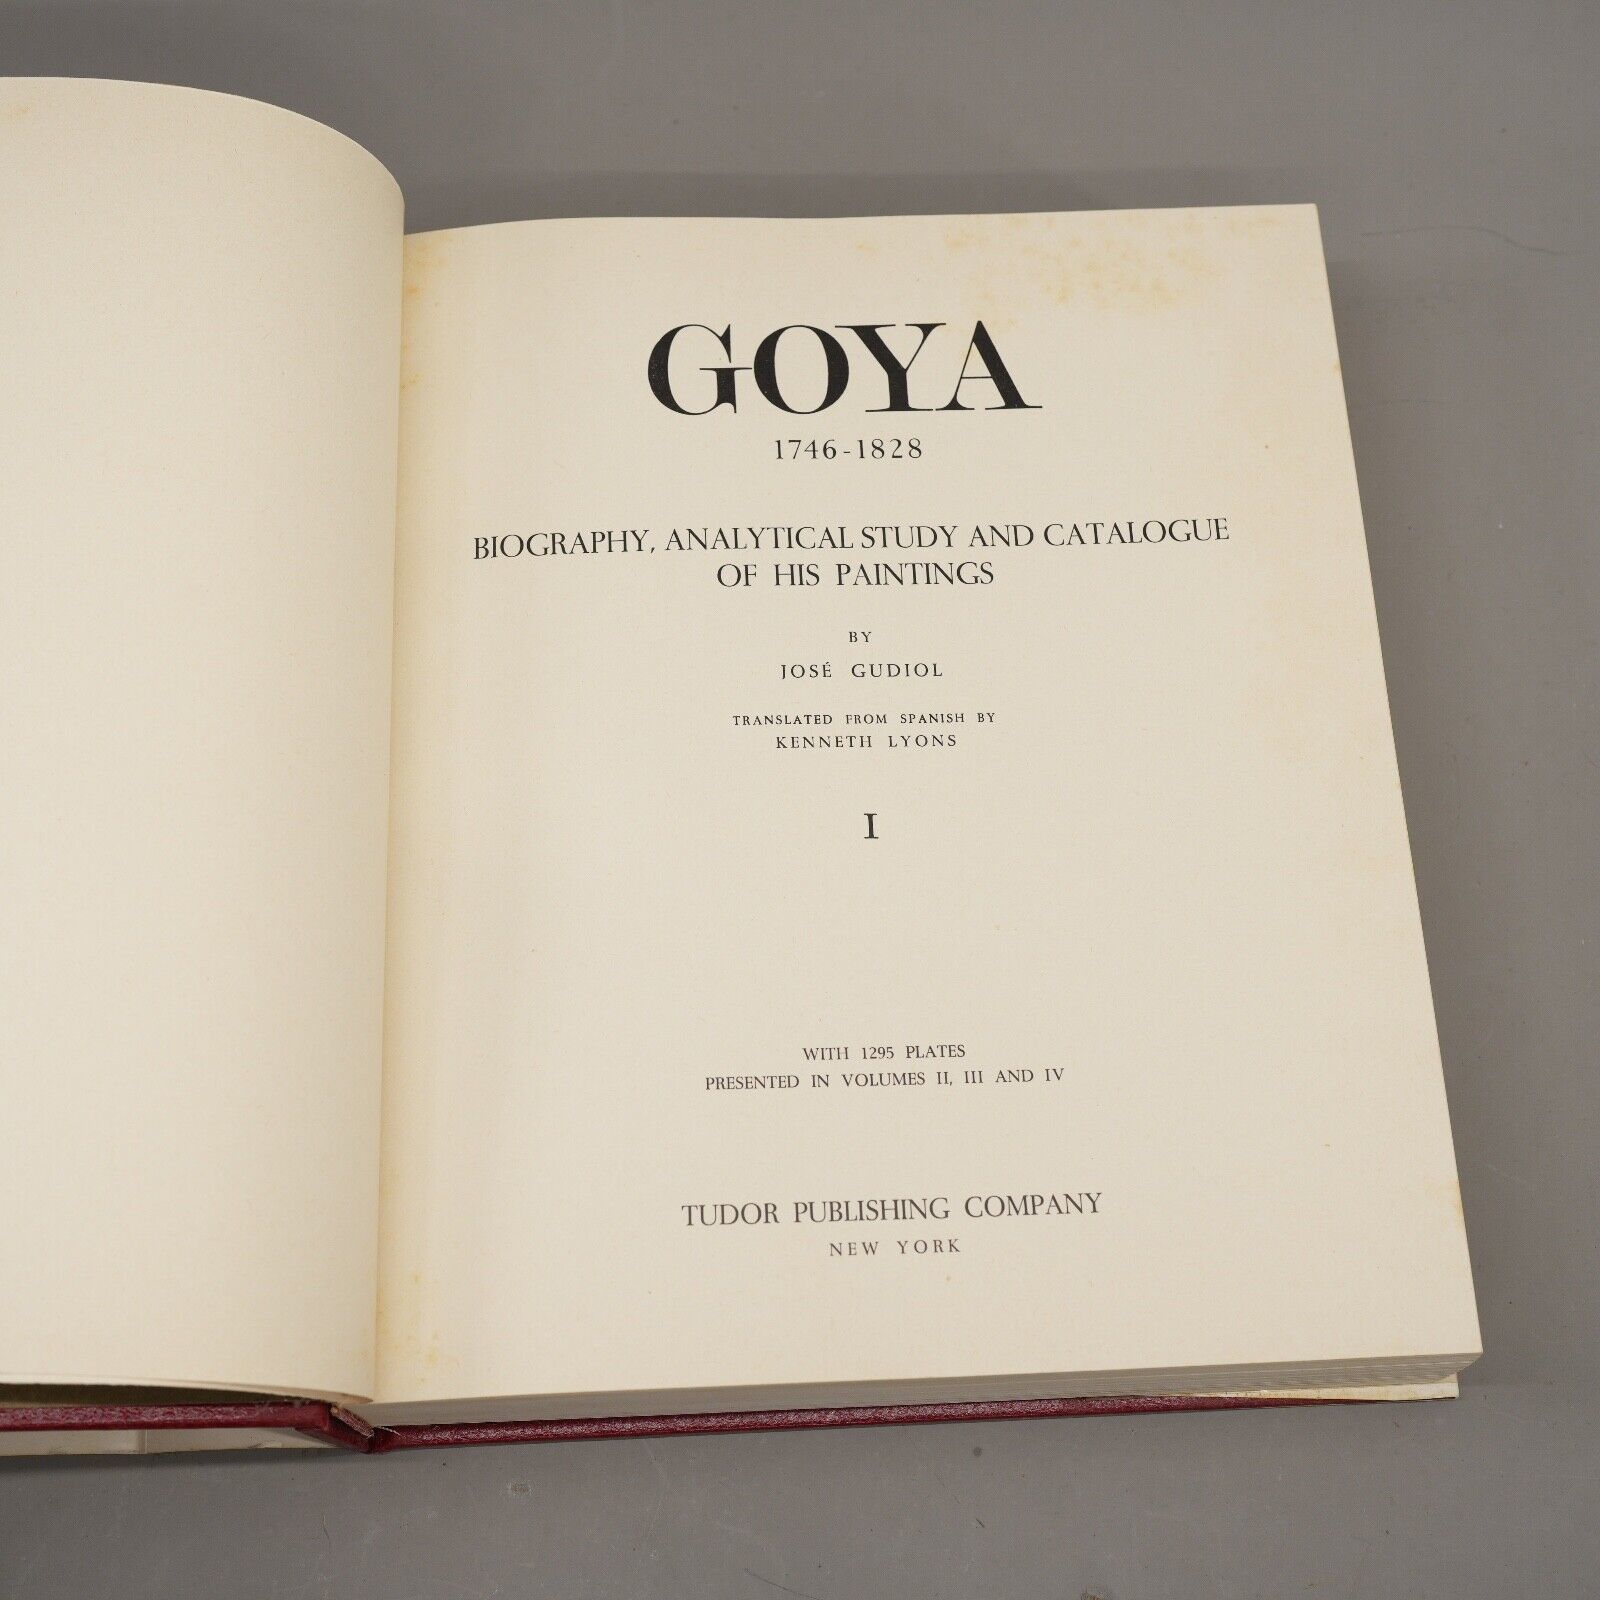 GOYA
1746-1828
BIOGRAPHY, ANALYTICAL STUDY AND CATALOGUE
OF HIS PAINTINGS
BY
JOSÉ GUDIOL
TRANSLATED FROM SPANISH BY
KENNETH LYONS
I
WITH 1295 PLATES
PRESENTED IN VOLUMES II, III AND IV
TUDOR PUBLISHING COMPANY
NEW YORK